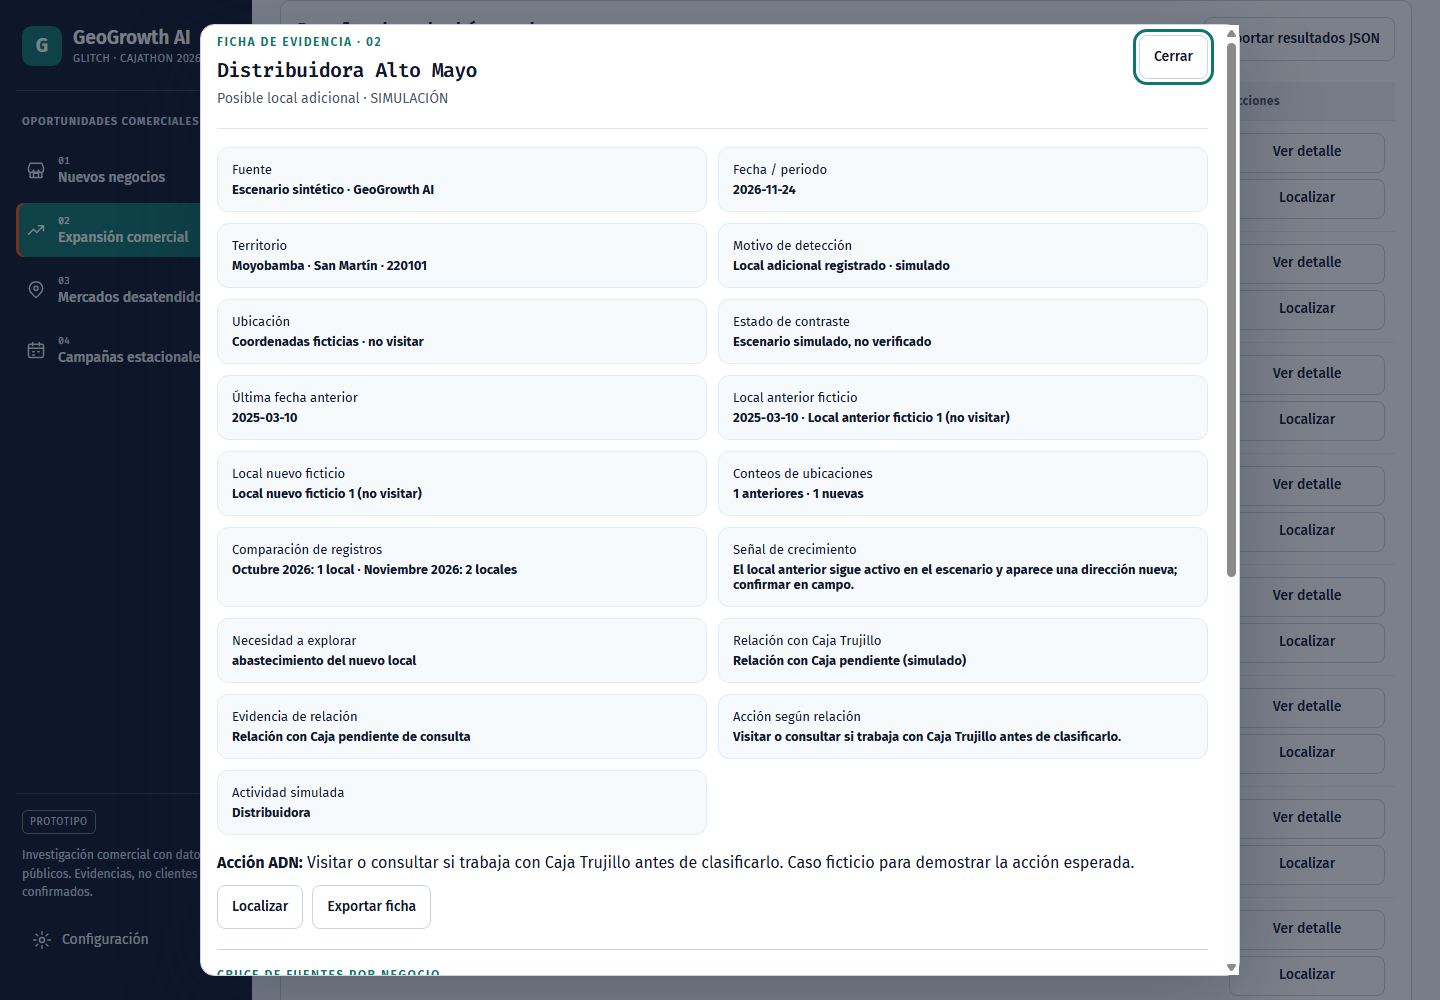 G
GeoGrowth AI
GLITCH · CAJATHON 2026
OPORTUNIDADES COMERCIALES
01
Nuevos negocios
02
Expansión comercial
03
Mercados desatendido
04
Campañas estacionale
PROTOTIPO
Investigación comercial con dato
públicos. Evidencias, no clientes
confirmados.
Configuración
FICHA DE EVIDENCIA · 02
Distribuidora Alto Mayo
Posible local adicional · SIMULACIÓN
Cerrar
Fuente
Escenario sintético · GeoGrowth AI
Fecha / periodo
2026-11-24
Territorio
Moyobamba · San Martín · 220101
Motivo de detección
Local adicional registrado · simulado
Ubicación
Coordenadas ficticias · no visitar
Estado de contraste
Escenario simulado, no verificado
Última fecha anterior
2025-03-10
Local anterior ficticio
2025-03-10 · Local anterior ficticio 1 (no visitar)
Local nuevo ficticio
Local nuevo ficticio 1 (no visitar)
Conteos de ubicaciones
1 anteriores · 1 nuevas
Comparación de registros
Octubre 2026: 1 local · Noviembre 2026: 2 locales
Señal de crecimiento
El local anterior sigue activo en el escenario y aparece una dirección nueva;
confirmar en campo.
Necesidad a explorar
abastecimiento del nuevo local
Relación con Caja Trujillo
Relación con Caja pendiente (simulado)
Evidencia de relación
Relación con Caja pendiente de consulta
Acción según relación
Visitar o consultar si trabaja con Caja Trujillo antes de clasificarlo.
Actividad simulada
Distribuidora
Acción ADN: Visitar o consultar si trabaja con Caja Trujillo antes de clasificarlo. Caso ficticio para demostrar la acción esperada.
Localizar
Exportar ficha
CRUCE DE FUENTES POR NEGOCIO
portar resultados JSON
cciones
Ver detalle
Localizar
Ver detalle
Localizar
Ver detalle
Localizar
Ver detalle
Localizar
Ver detalle
Localizar
Ver detalle
Localizar
Ver detalle
Localizar
Ver detalle
Localizar